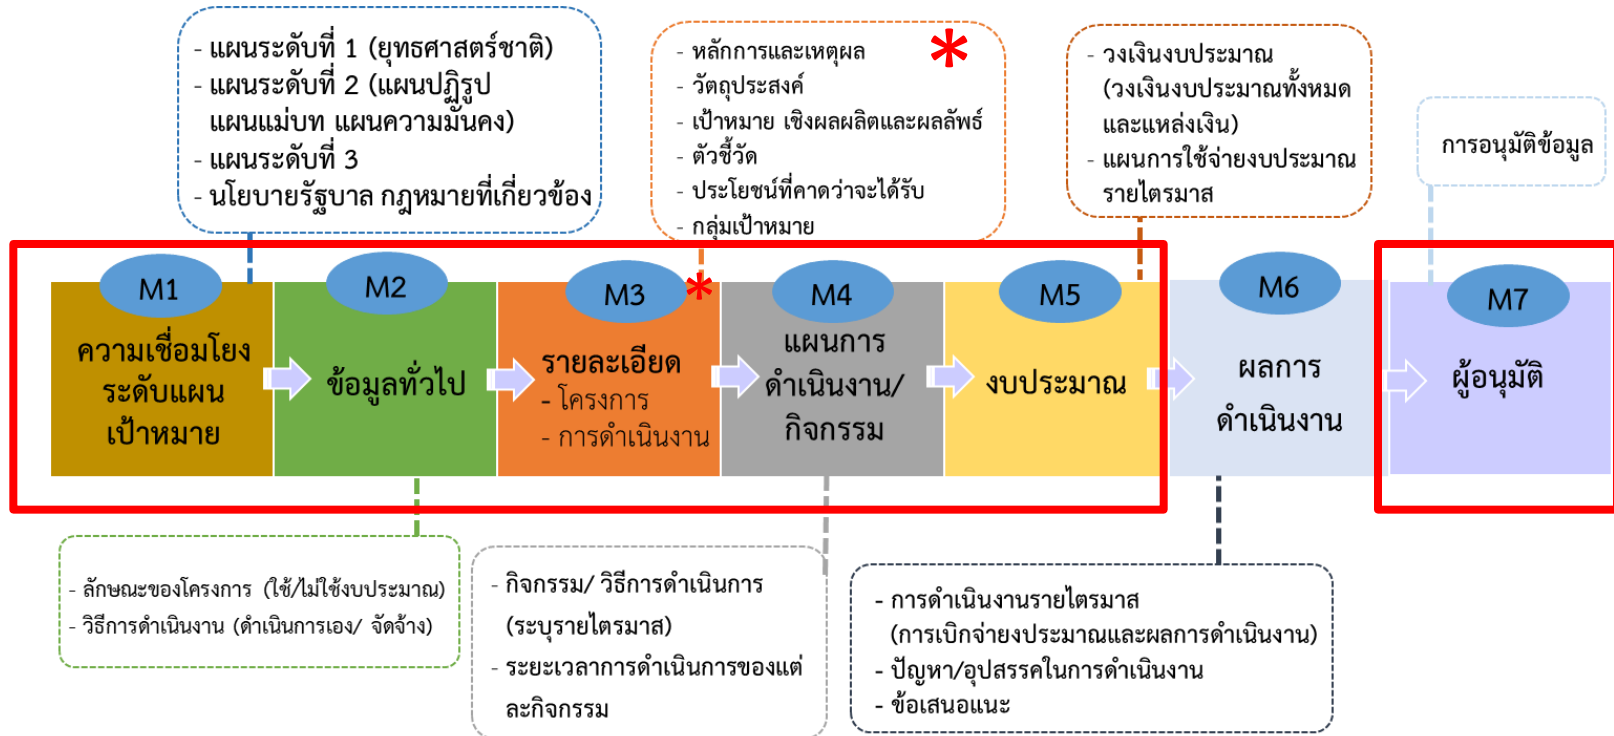 - แผนระดับที่ 1 (ยุทธศาสตร์ชาติ)
- แผนระดับที่ 2 (แผนปฏิรูป
แผนแม่บท แผนความมั่นคง)
- แผนระดับที่ 3
- นโยบายรัฐบาล กฎหมายที่เกี่ยวข้อง
- หลักการและเหตุผล
*
- วัตถุประสงค์
- เป้าหมาย เชิงผลผลิตและผลลัพธ์
- ตัวชี้วัด
- ประโยชน์ที่คาดว่าจะได้รับ
- กลุ่มเป้าหมาย
- วงเงินงบประมาณ
(วงเงินงบประมาณทั้งหมด
และแหล่งเงิน)
- แผนการใช้จ่ายงบประมาณ
รายไตรมาส
การอนุมัติข้อมูล
M1
ความเชื่อมโยง
ระดับแผน
เป้าหมาย
M2
ข้อมูลทั่วไป
M3
*
รายละเอียด
- โครงการ
- การดำเนินงาน
M4
แผนการ
ดำเนินงาน/
กิจกรรม
M5
งบประมาณ
M6
ผลการ
ดำเนินงาน
M7
ผู้อนุมัติ
- ลักษณะของโครงการ (ใช้/ไม่ใช้งบประมาณ)
- วิธีการดำเนินงาน (ดำเนินการเอง/ จัดจ้าง)
- กิจกรรม/ วิธีการดำเนินการ
(ระบุรายไตรมาส)
- ระยะเวลาการดำเนินการของแต่
ละกิจกรรม
- การดำเนินงานรายไตรมาส
(การเบิกจ่ายงประมาณและผลการดำเนินงาน)
- ปัญหา/อุปสรรคในการดำเนินงาน
- ข้อเสนอแนะ